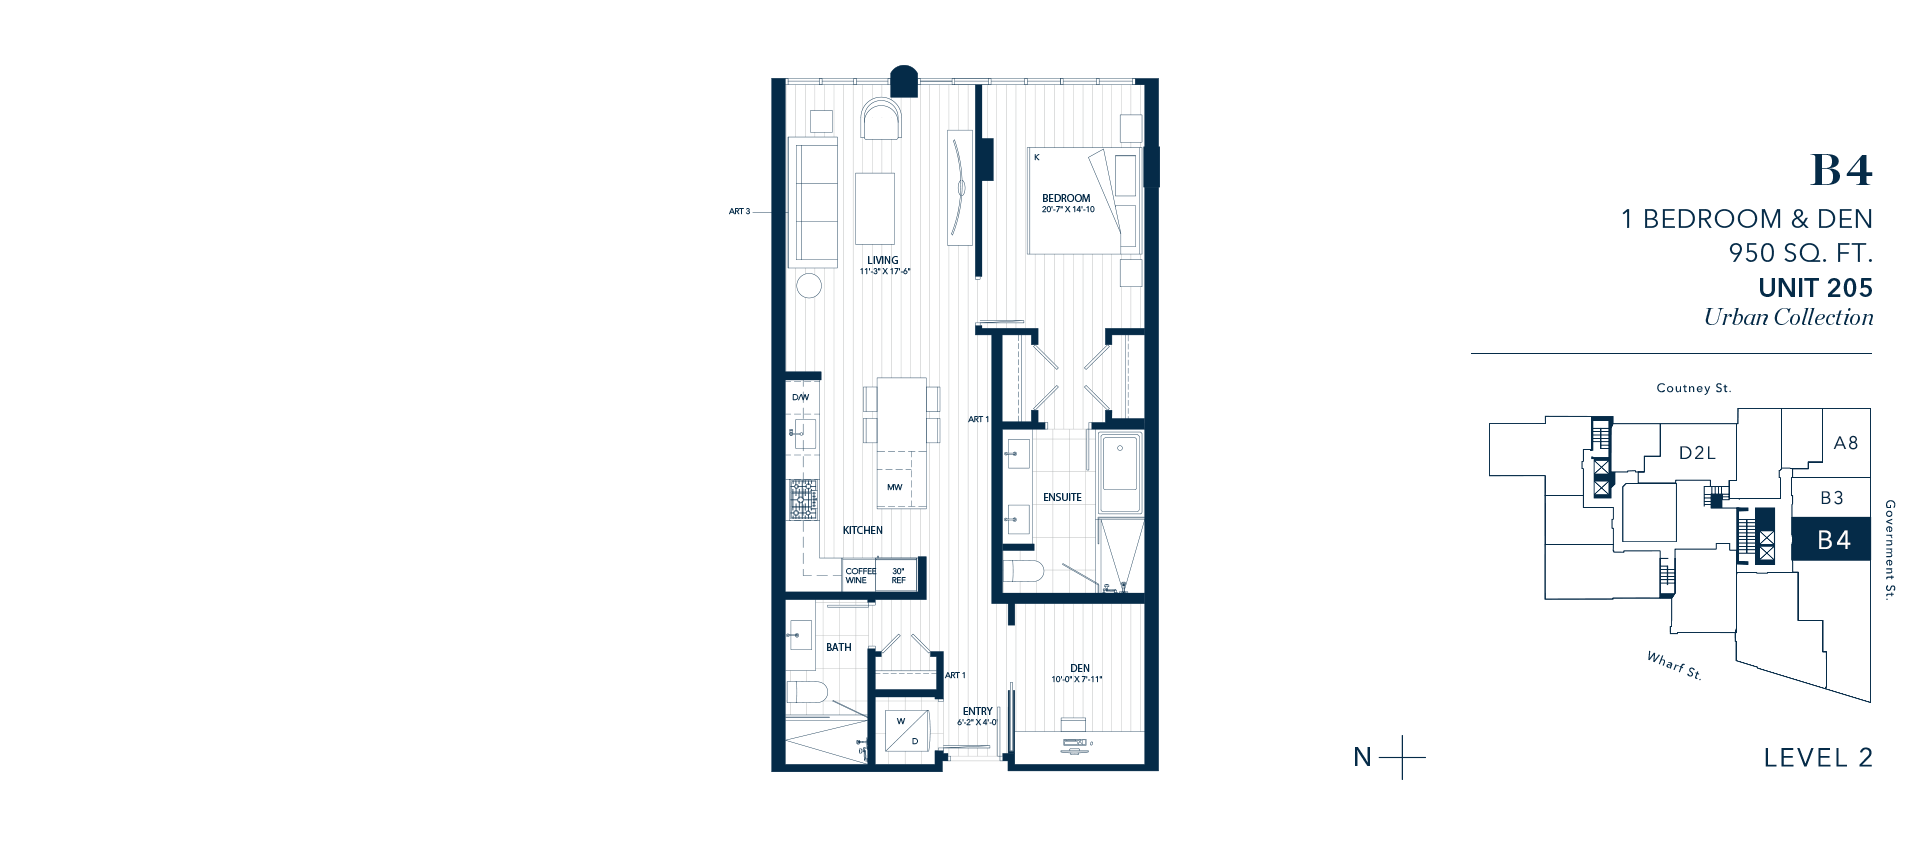 ART 3
K
BEDROOM
20'-7" X 14'-10
LIVING
11'-3" X 17'-6"
D/W
ART 1
MW
ENSUITE
KITCHEN
COFFEE
WINE
30"
REF
BATH
ART 1
DEN
10'-0" X 7'-11"
ENTRY
6'-2" X 4'-0'
W
D
B4
1 BEDROOM & DEN
950 SQ. FT.
UNIT 205
Urban Collection
Coutney St.
A8
D2L
B3
B4
Government St.
Wharf St.
N
LEVEL 2